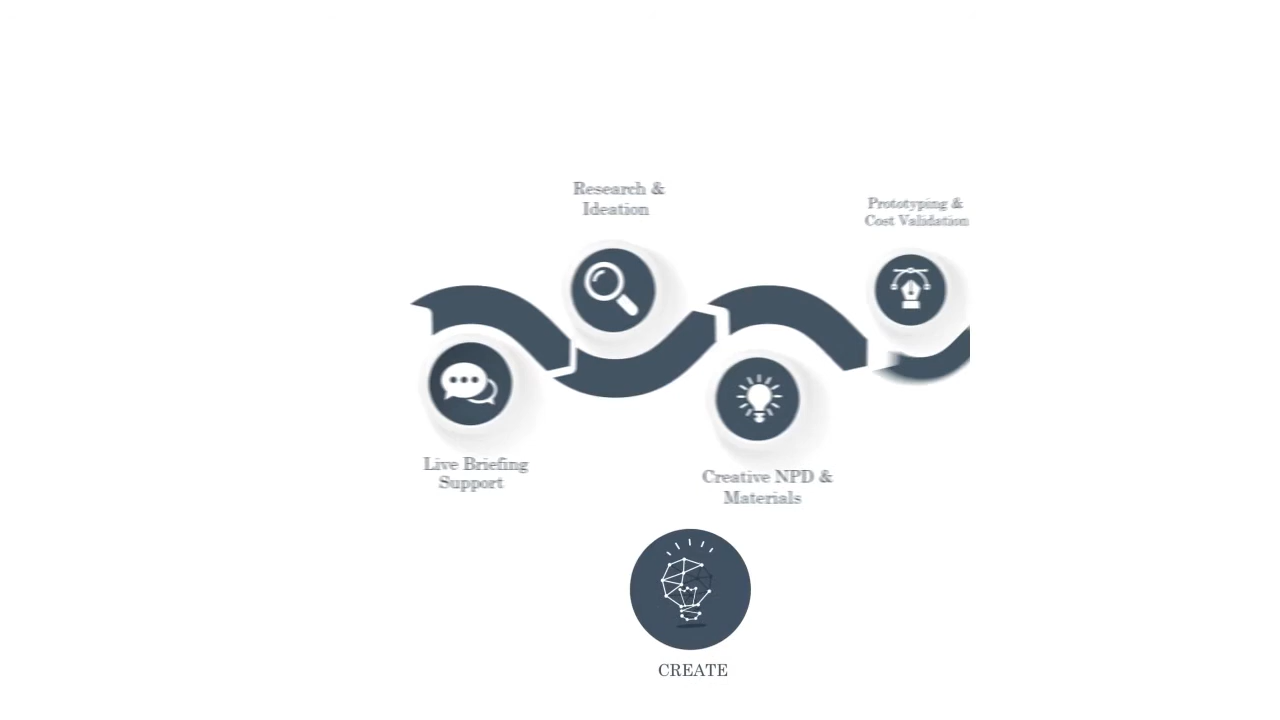 Research &
Ideation
Prototyping &
Cost Validation
Live Briefing
Support
Creative NPD &
Materials
CREATE